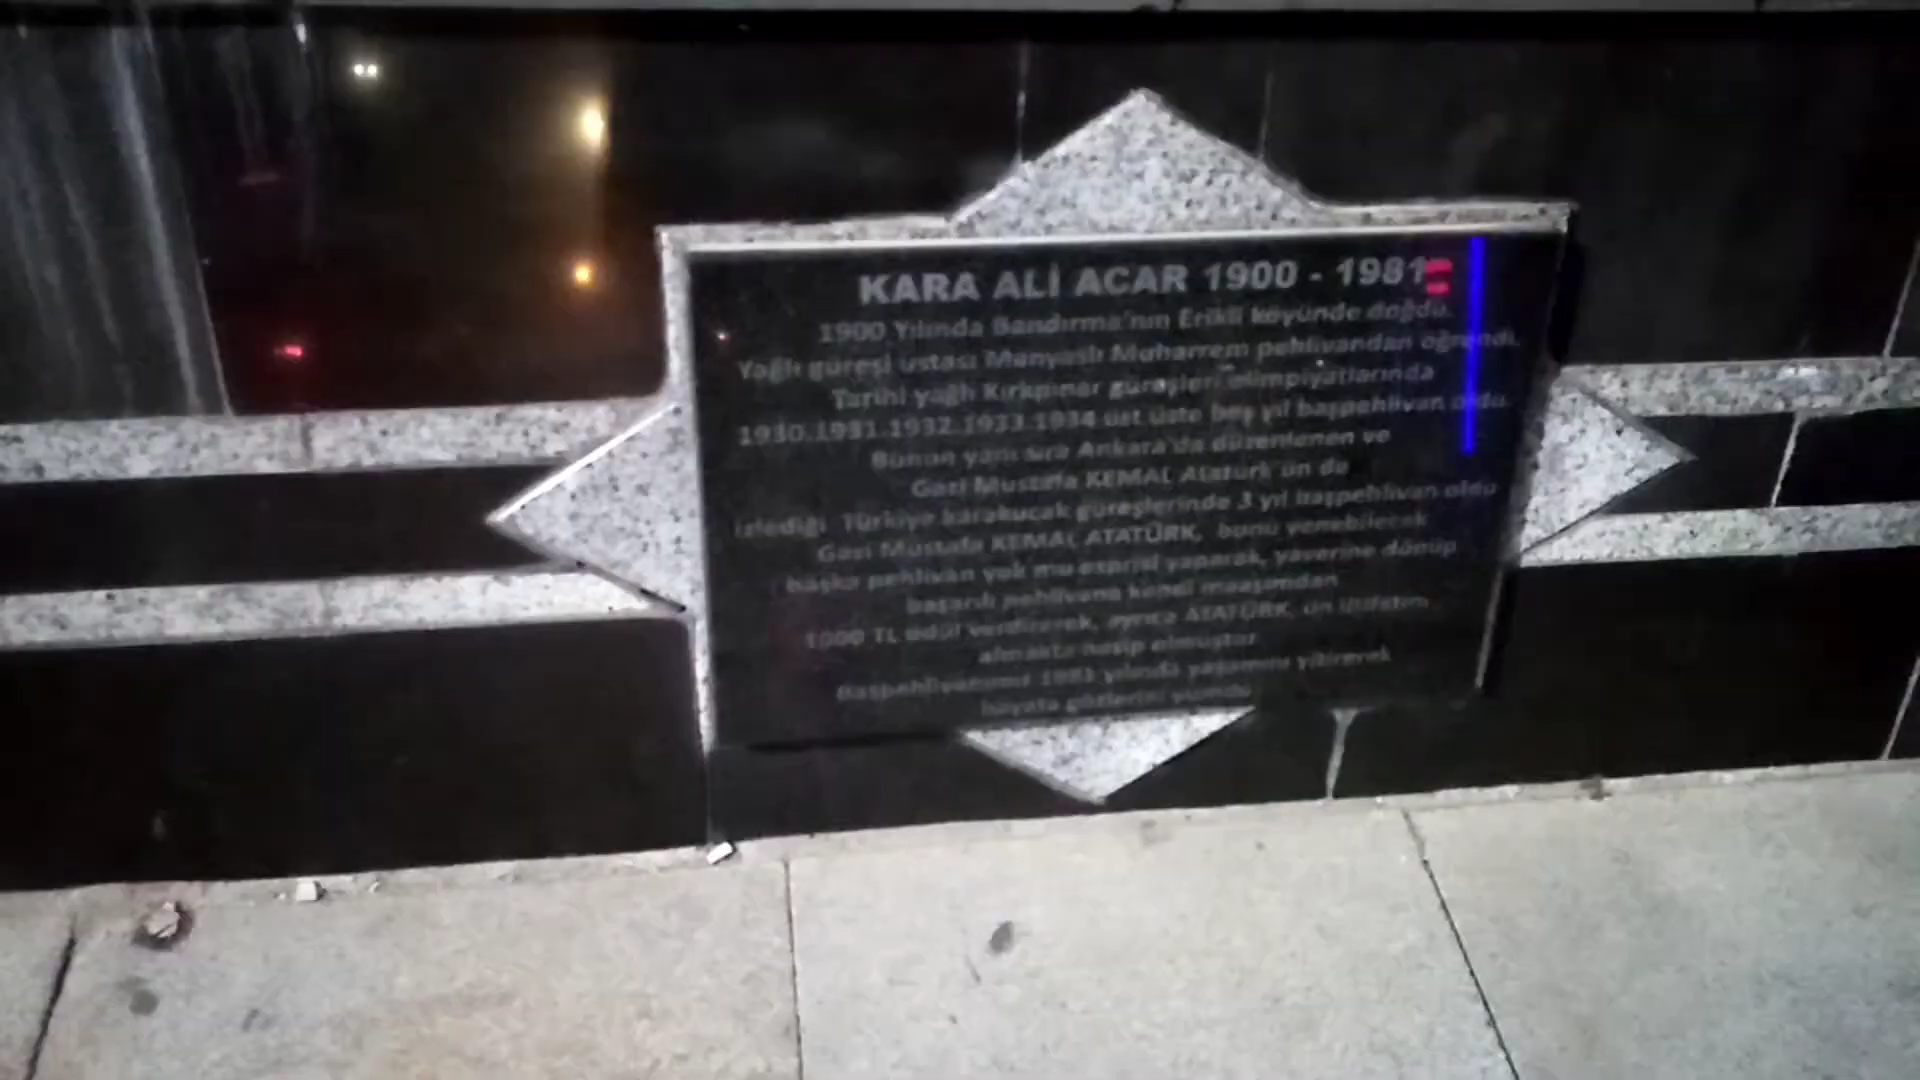 KARA ALİ ACAR 1900 - 1981
1900 Yılında Bandırma'nın Erikli köyünde doğdu.
Yağlı güreşi ustası Manyaslı Moharrem pehlivandan öğrendi.
Tarihi yağlı Kırkpınar güreşleri olimpiyatlarında
1930.1931.1932.1933.1934 üst üste beş yıl başpehlivan oldu.
Bunun yanı sıra Ankara'da düzenlenen ve
Gazi Mustafa KEMAL Atatürk'ün de
izlediği Türkiye karakucak güreşlerinde 3 yıl başpehlivan oldu
Gazi Mustafa KEMAL ATATÜRK, bunu yenebilecek
başka pehlivan yok mu esprisi yaparak, yaverine dönüp
başarılı pehlivana kendi maaşından
1000 TL ödül verdirerek, ayrıca ATATÜRK, ün iltifatını
almakta nasip olmuştur
Başpehlivanımız 1981 yılında yaşamını yitirerek
hayata gözlerini yumdu